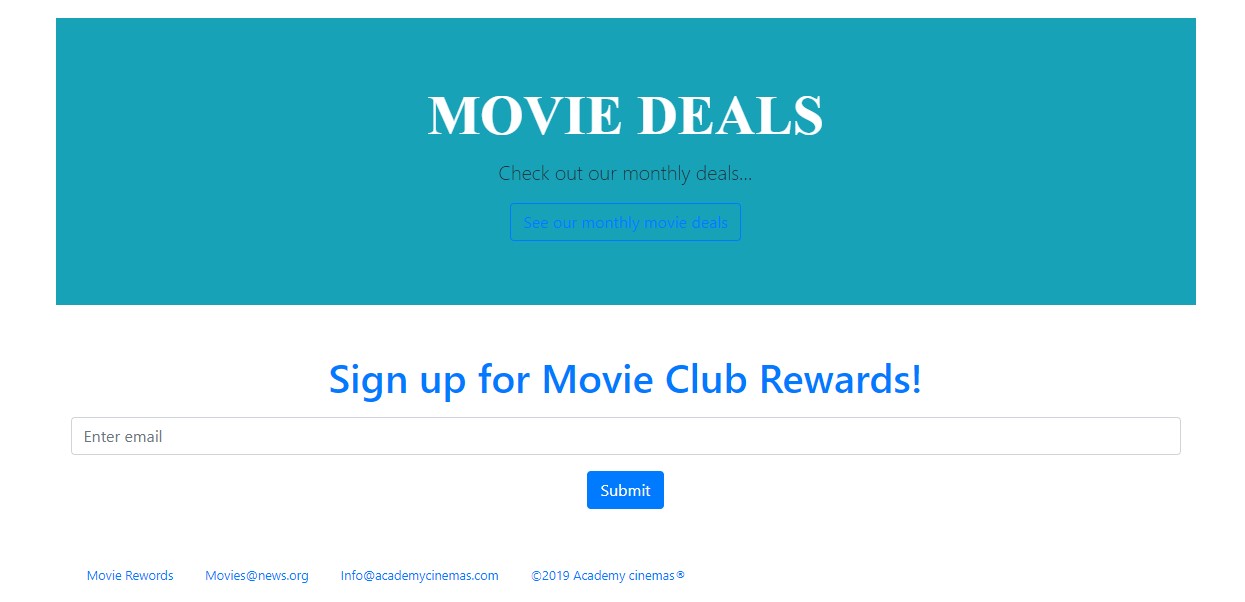 MOVIE DEALS
Check out our monthly deals...
See our monthly movie deals
Sign up for Movie Club Rewards!
Enter email
Submit
Movie Rewords Movies@news.org Info@academycinemas.com ©2019 Academy cinemas®